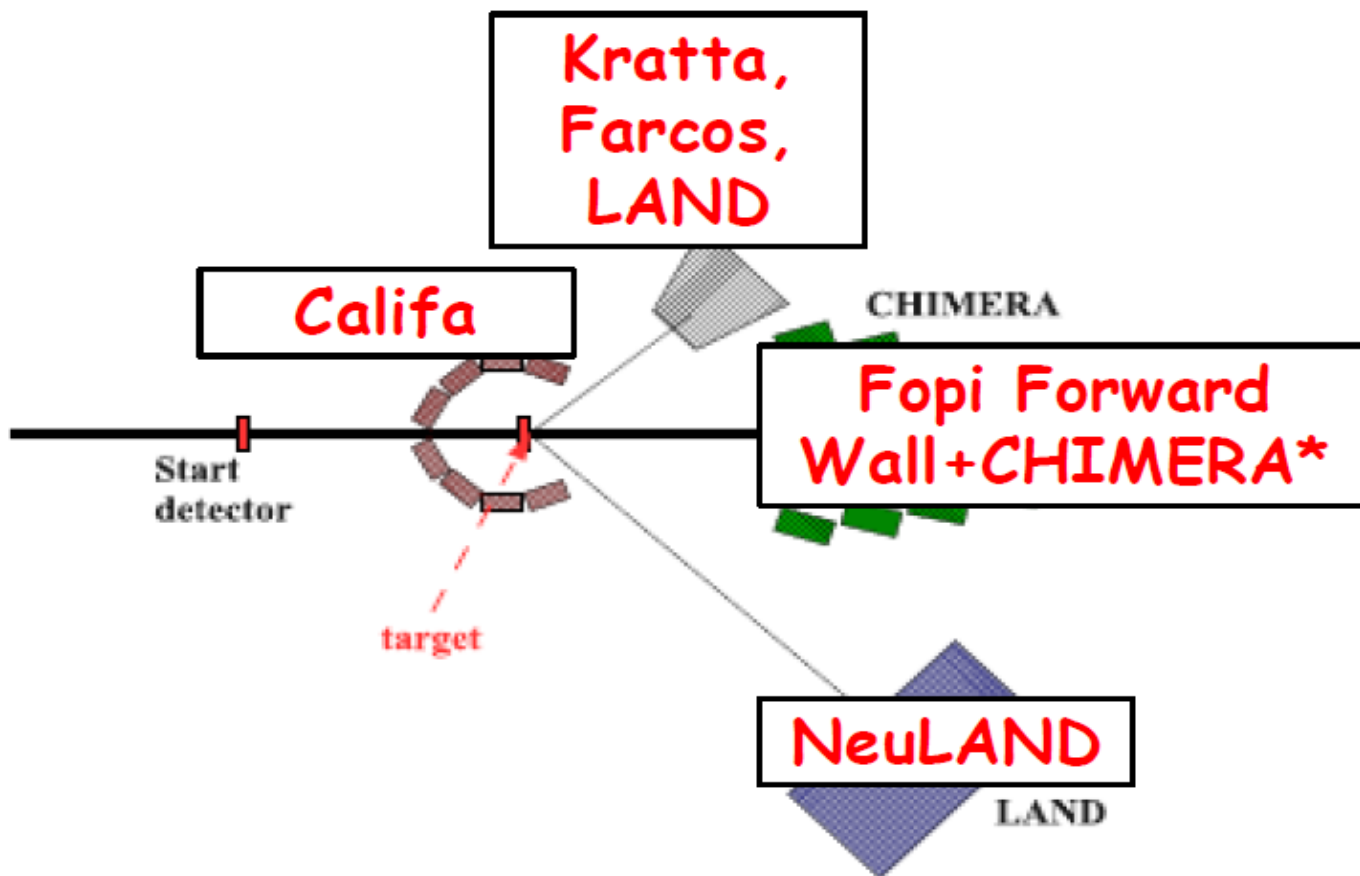 Kratta,
Farcos,
LAND
Califa
CHIMERA
Fopi Forward
Wall+CHIMERA*
Start
detector
target
NeuLAND
LAND